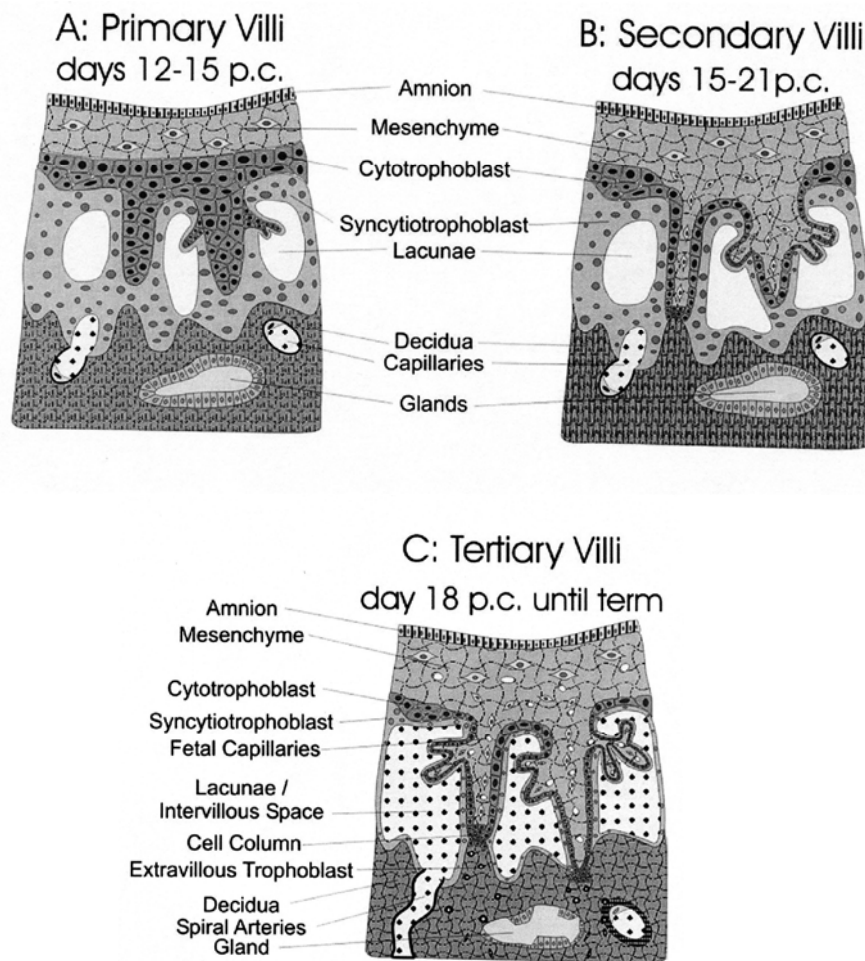 A: Primary Villi
days 12-15 p.c.
B: Secondary Villi
days 15-21p.c.
Amnion
Mesenchyme
Cytotrophoblast
Syncytiotrophoblast
Lacunae
Decidua
Capillaries
Glands
C: Tertiary Villi
day 18 p.c. until term
Amnion
Mesenchyme
Cytotrophoblast
Syncytiotrophoblast
Fetal Capillaries
Lacunae /
Intervillous Space
Cell Column
Extravillous Trophoblast
Decidua
Spiral Arteries
Gland